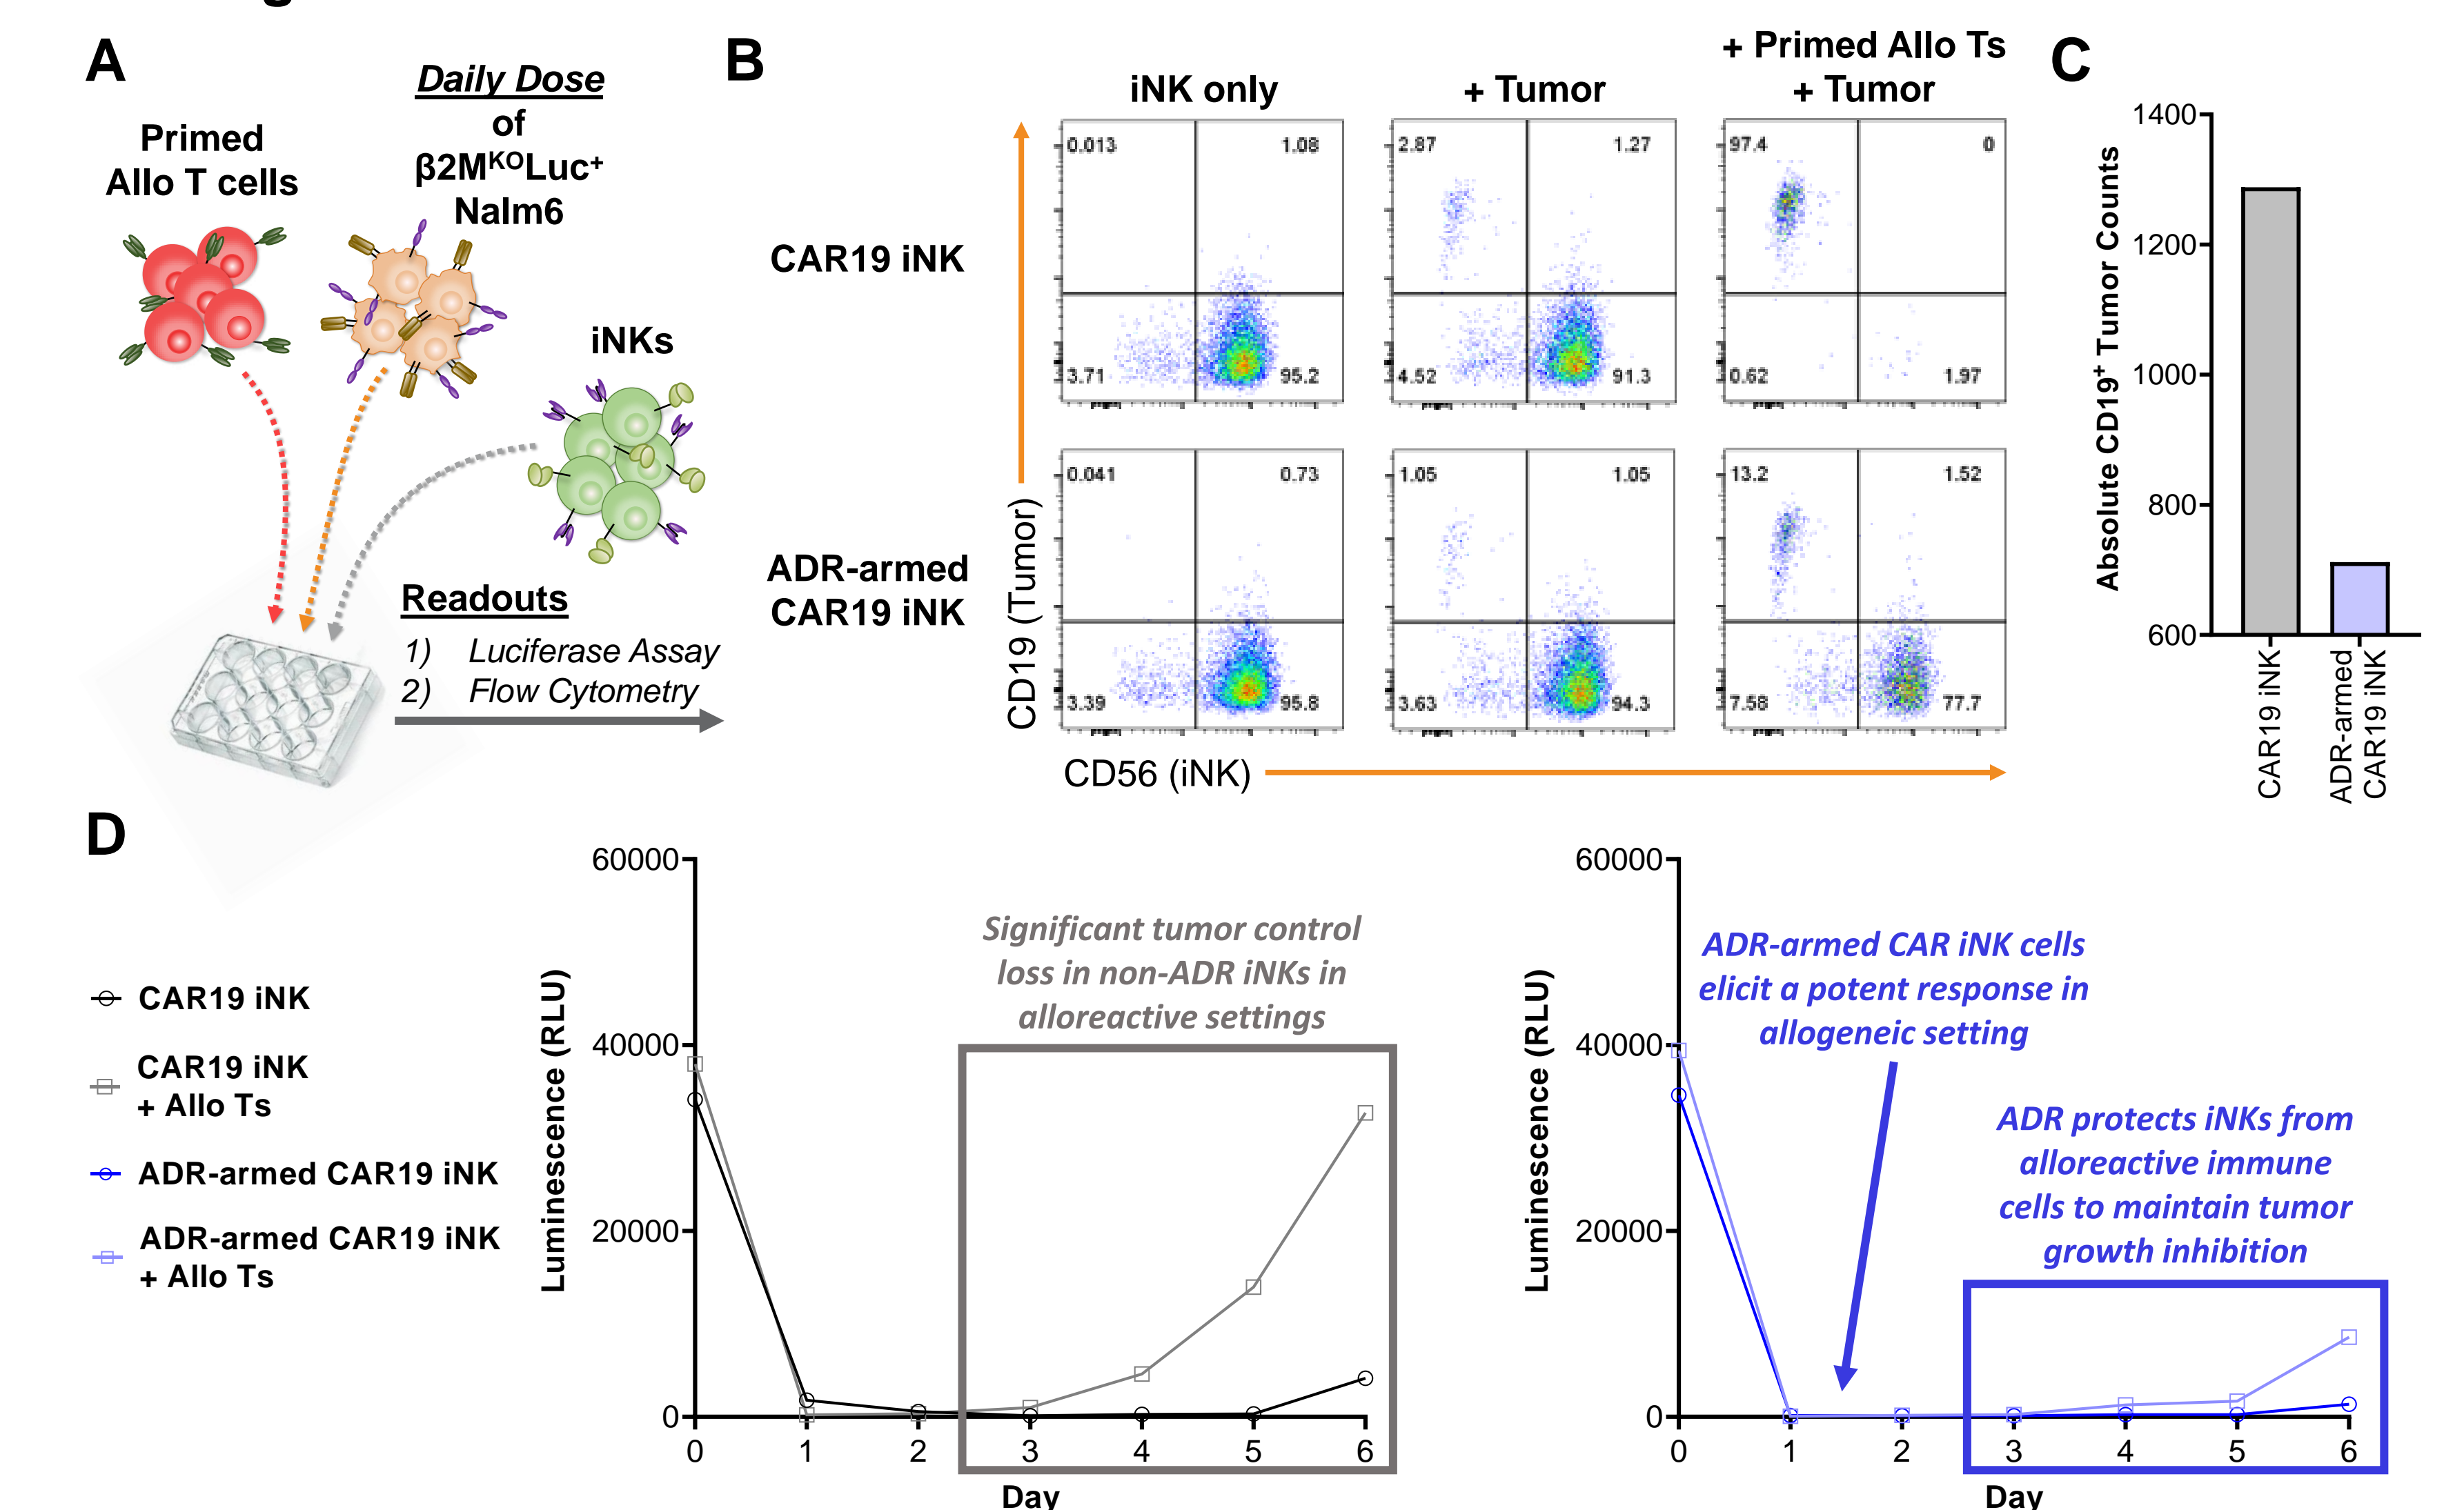 A
Primed
Allo T cells
Daily Dose
of
β2MKOLuc+
Nalm6
iNKs
Readouts
1) Luciferase Assay
2) Flow Cytometry
B
iNK only
+ Tumor
+ Primed Allo Ts
+ Tumor
CAR19 iNK
0.013
1.08
3.71
95.2
2.87
1.27
4.52
91.3
97.4
0
0.62
1.97
ADR-armed
CAR19 iNK
0.041
0.73
3.39
95.8
1.05
1.05
3.63
94.3
13.2
1.52
7.58
77.7
CD19 (Tumor)
CD56 (iNK)
C
Absolute CD19+ Tumor Counts
1400
1200
1000
800
600
CAR19 iNK
ADR-armed
CAR19 iNK
D
CAR19 iNK
CAR19 iNK
+ Allo Ts
ADR-armed CAR19 iNK
ADR-armed CAR19 iNK
+ Allo Ts
Luminescence (RLU)
60000
40000
20000
0
Significant tumor control
loss in non-ADR iNKs in
alloreactive settings
0 1 2 3 4 5 6
Day
Luminescence (RLU)
60000
40000
20000
0
ADR-armed CAR iNK cells
elicit a potent response in
allogeneic setting
ADR protects iNKs from
alloreactive immune
cells to maintain tumor
growth inhibition
0 1 2 3 4 5 6
Day